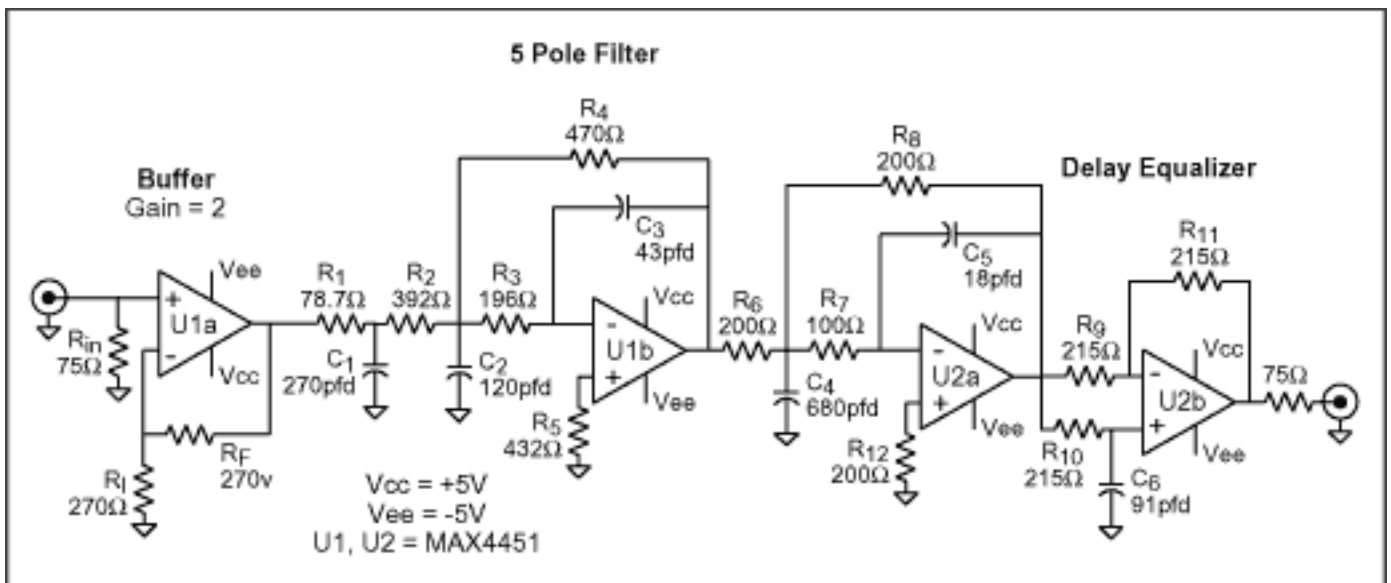 5 Pole Filter
R4
470Ω
R8
200Ω
Delay Equalizer
Buffer
Gain = 2
C3
43pfd
C5
18pfd
R11
215Ω
Vee
+
U1a
-
Vcc
Rin
75Ω
R1
78.7Ω
R2
392Ω
R3
196Ω
C1
270pfd
C2
120pfd
Vcc
-
U1b
+
Vee
R5
432Ω
R6
200Ω
R7
100Ω
C4
680pfd
Vcc
-
U2a
+
Vee
R12
200Ω
R9
215Ω
R10
215Ω
C6
91pfd
Vcc
-
U2b
+
Vee
75Ω
RF
270v
RI
270Ω
Vcc = +5V
Vee = -5V
U1, U2 = MAX4451